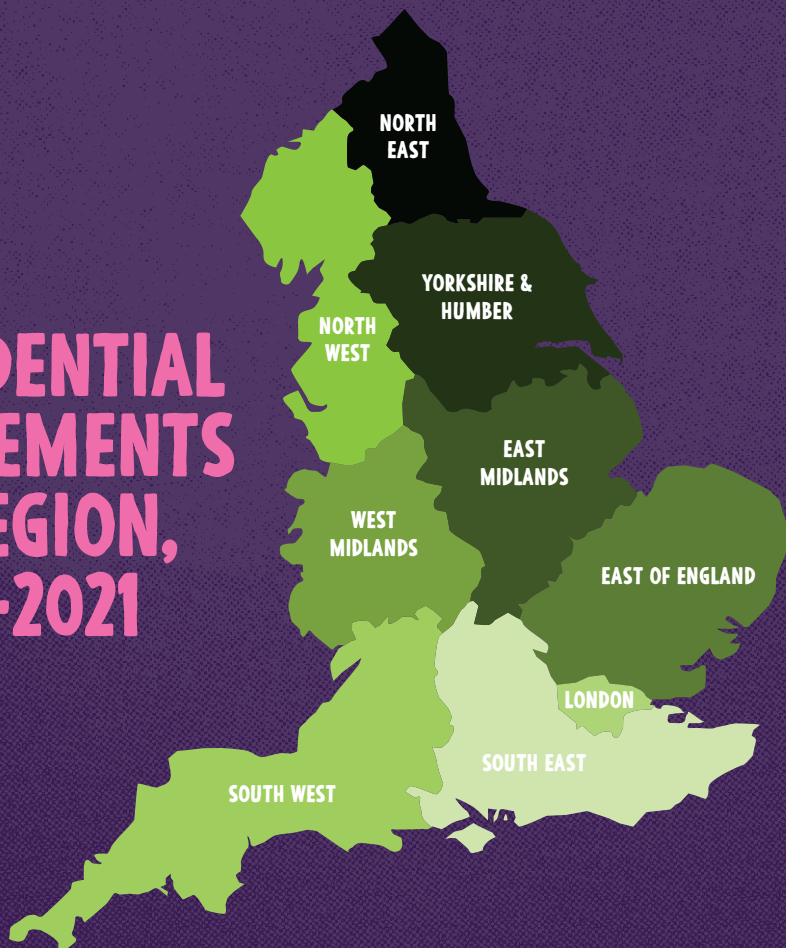 NORTH
EAST
YORKSHIRE &
HUMBER
NORTH
WEST
DENTIAL
EMENTS
EGION,
-2021
EAST
MIDLANDS
WEST
MIDLANDS
EAST OF ENGLAND
LONDON
SOUTH EAST
SOUTH WEST